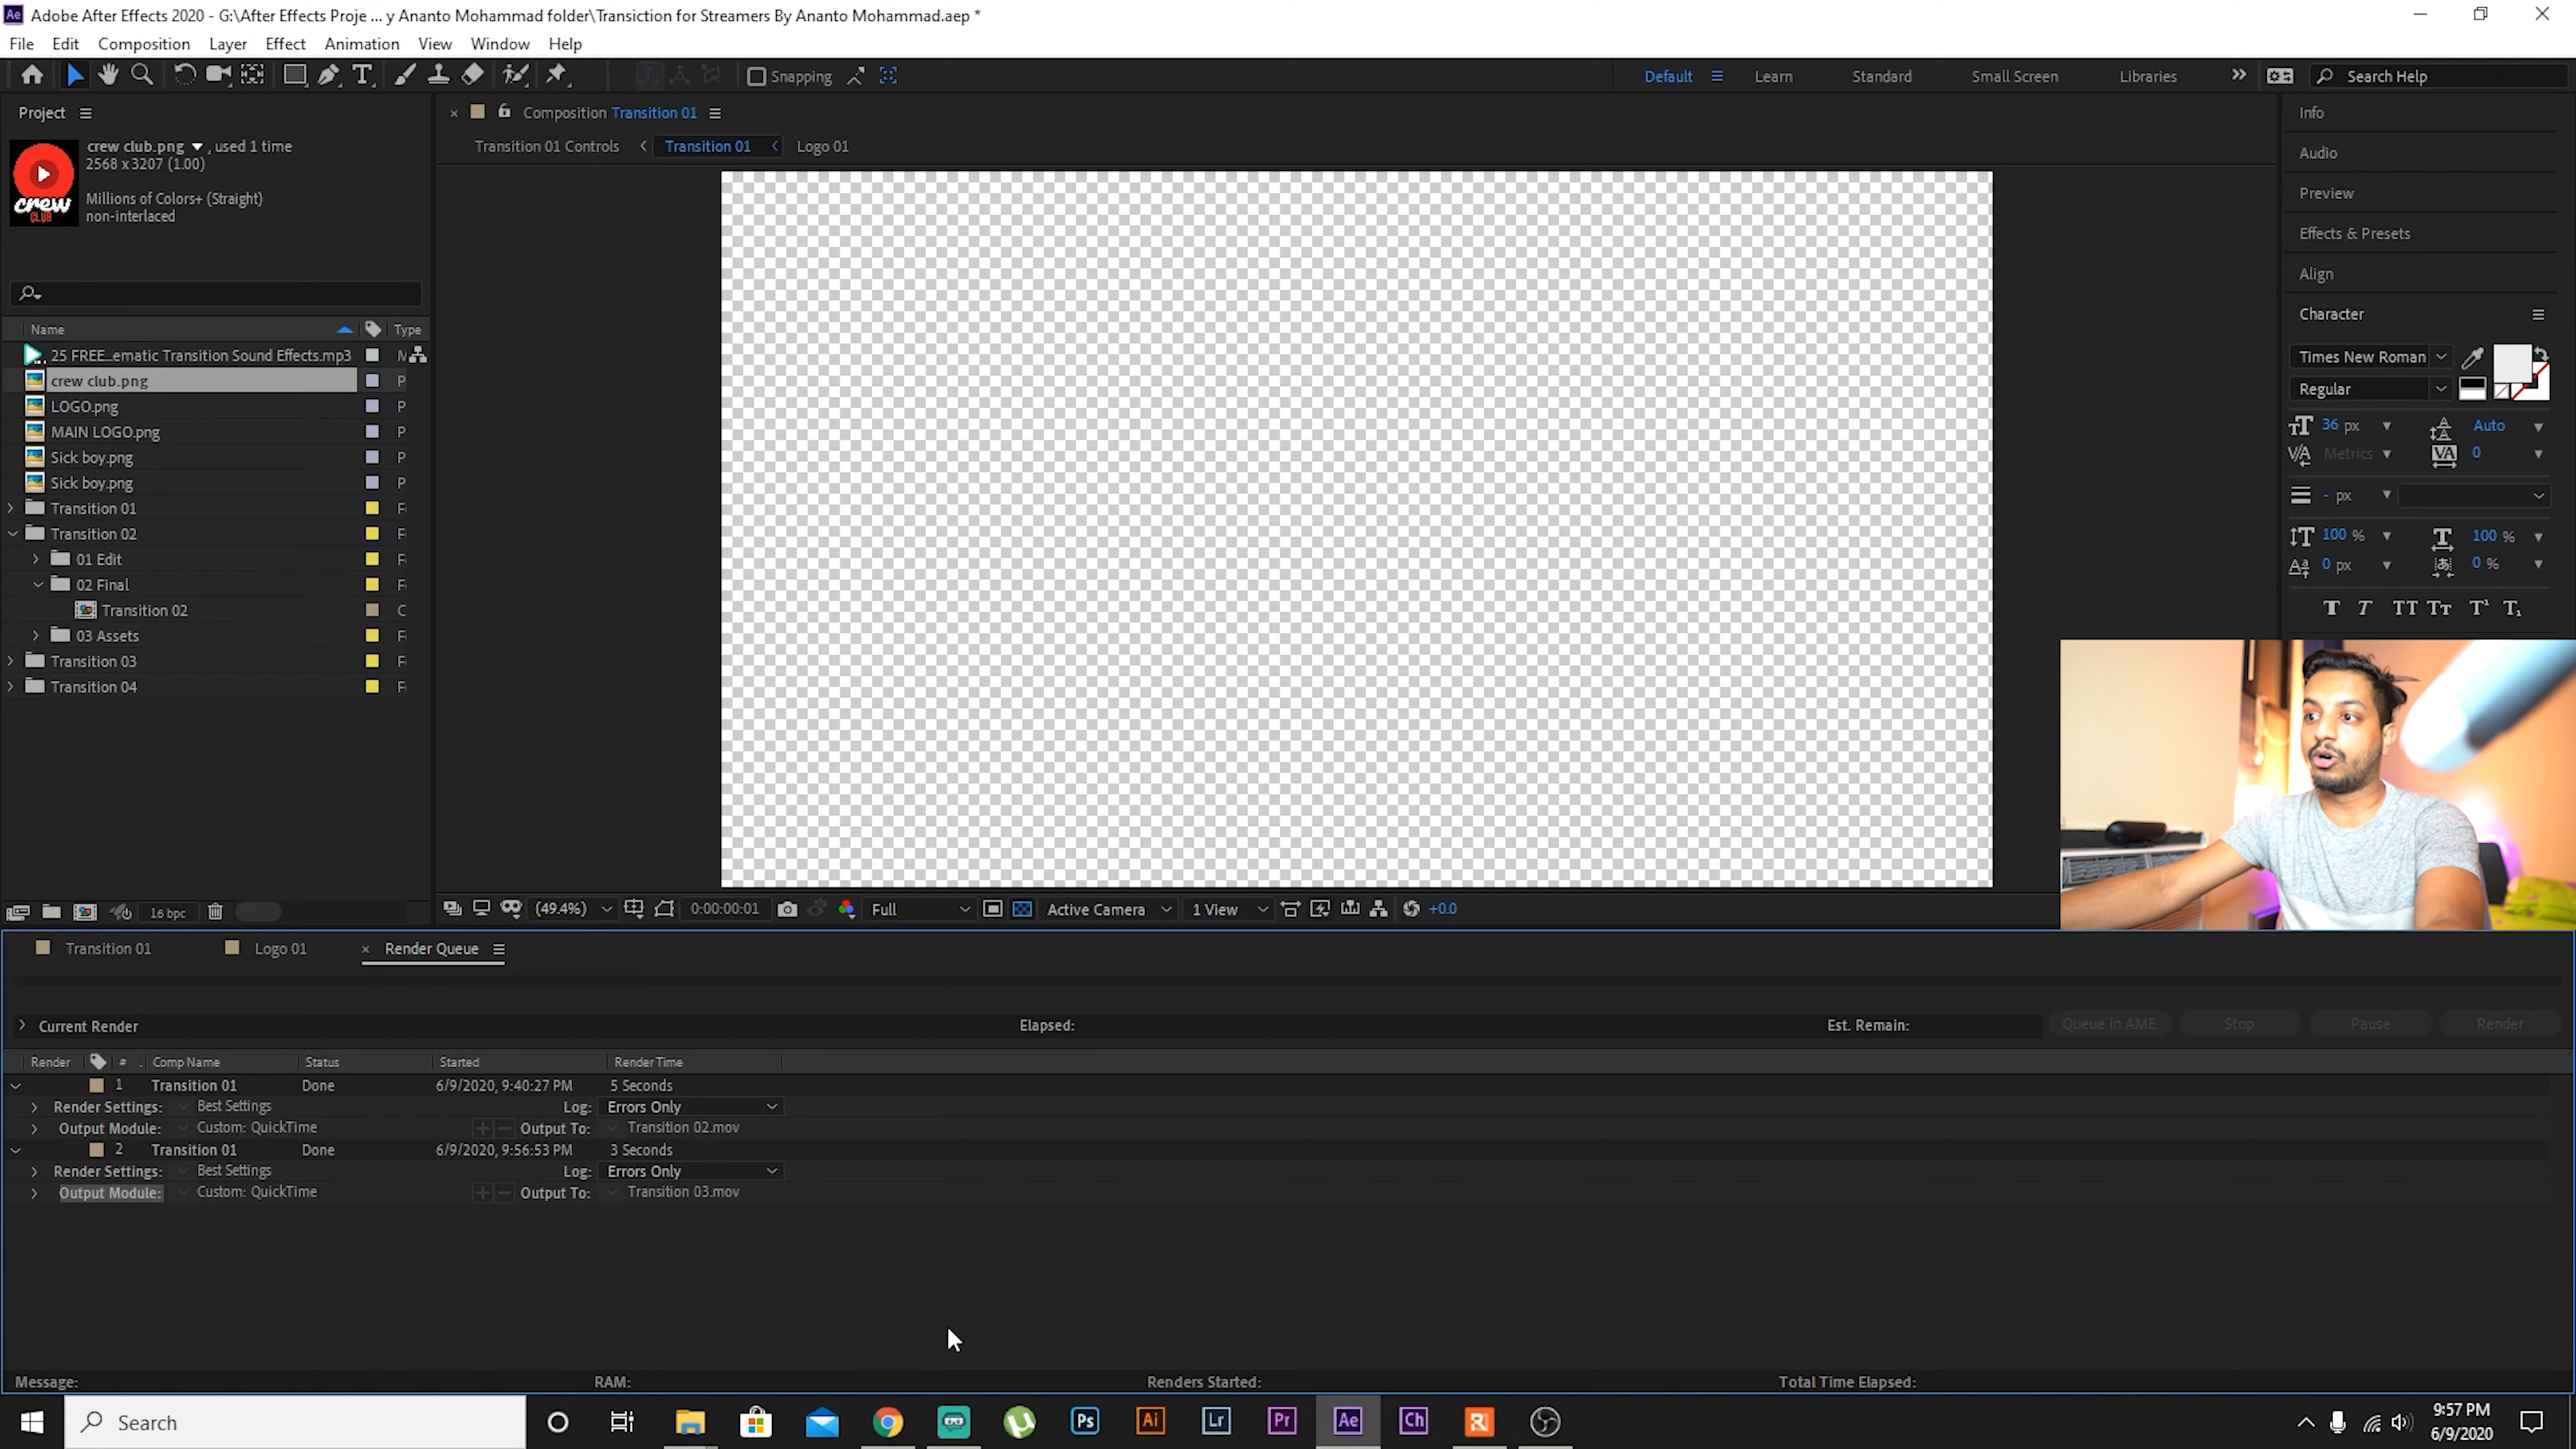 Adobe After Effects 2020 - G:\After Effects Proje ... y Ananto Mohammad folder\Transiction for Streamers By Ananto Mohammad.aep *
File Edit Composition Layer Effect Animation View Window Help
Snapping
Default Learn Standard Small Screen Libraries Search Help
Project
crew club.png , used 1 time
2568 x 3207 (1.00)
Millions of Colors+ (Straight)
non-interlaced
crew
CLUB
Name Type
25 FREE...ematic Transition Sound Effects.mp3
crew club.png P
LOGO.png P
MAIN LOGO.png P
Sick boy.png P
Sick boy.png P
Transition 01
Transition 02
01 Edit
02 Final
Transition 02 C
03 Assets
Transition 03
Transition 04
16 bpc
Composition Transition 01
Transition 01 Controls Transition 01 Logo 01
(49.4%) 0:00:00:01 Full Active Camera 1 View +0.0
Info
Audio
Preview
Effects & Presets
Align
Character
Times New Roman
Regular
36 px Auto
Metrics 0
- px
100 % 100 %
0 px 0 %
Transition 01 Logo 01 Render Queue
Current Render Elapsed: Est. Remain: Queue in AME Stop Pause Render
Render # Comp Name Status Started Render Time
1 Transition 01 Done 6/9/2020, 9:40:27 PM 5 Seconds
Render Settings: Best Settings Log: Errors Only
Output Module: Custom: QuickTime Output To: Transition 02.mov
2 Transition 01 Done 6/9/2020, 9:56:53 PM 3 Seconds
Render Settings: Best Settings Log: Errors Only
Output Module: Custom: QuickTime Output To: Transition 03.mov
Message: RAM: Renders Started: Total Time Elapsed:
Search
Ps Ai Lr Pr Ae Ch
9:57 PM
6/9/2020